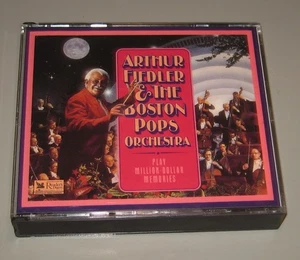 ARTHUR
FIEDLER
& THE
BOSTON
POPS
ORCHESTRA
PLAY
MILLION-DOLLAR
MEMORIES